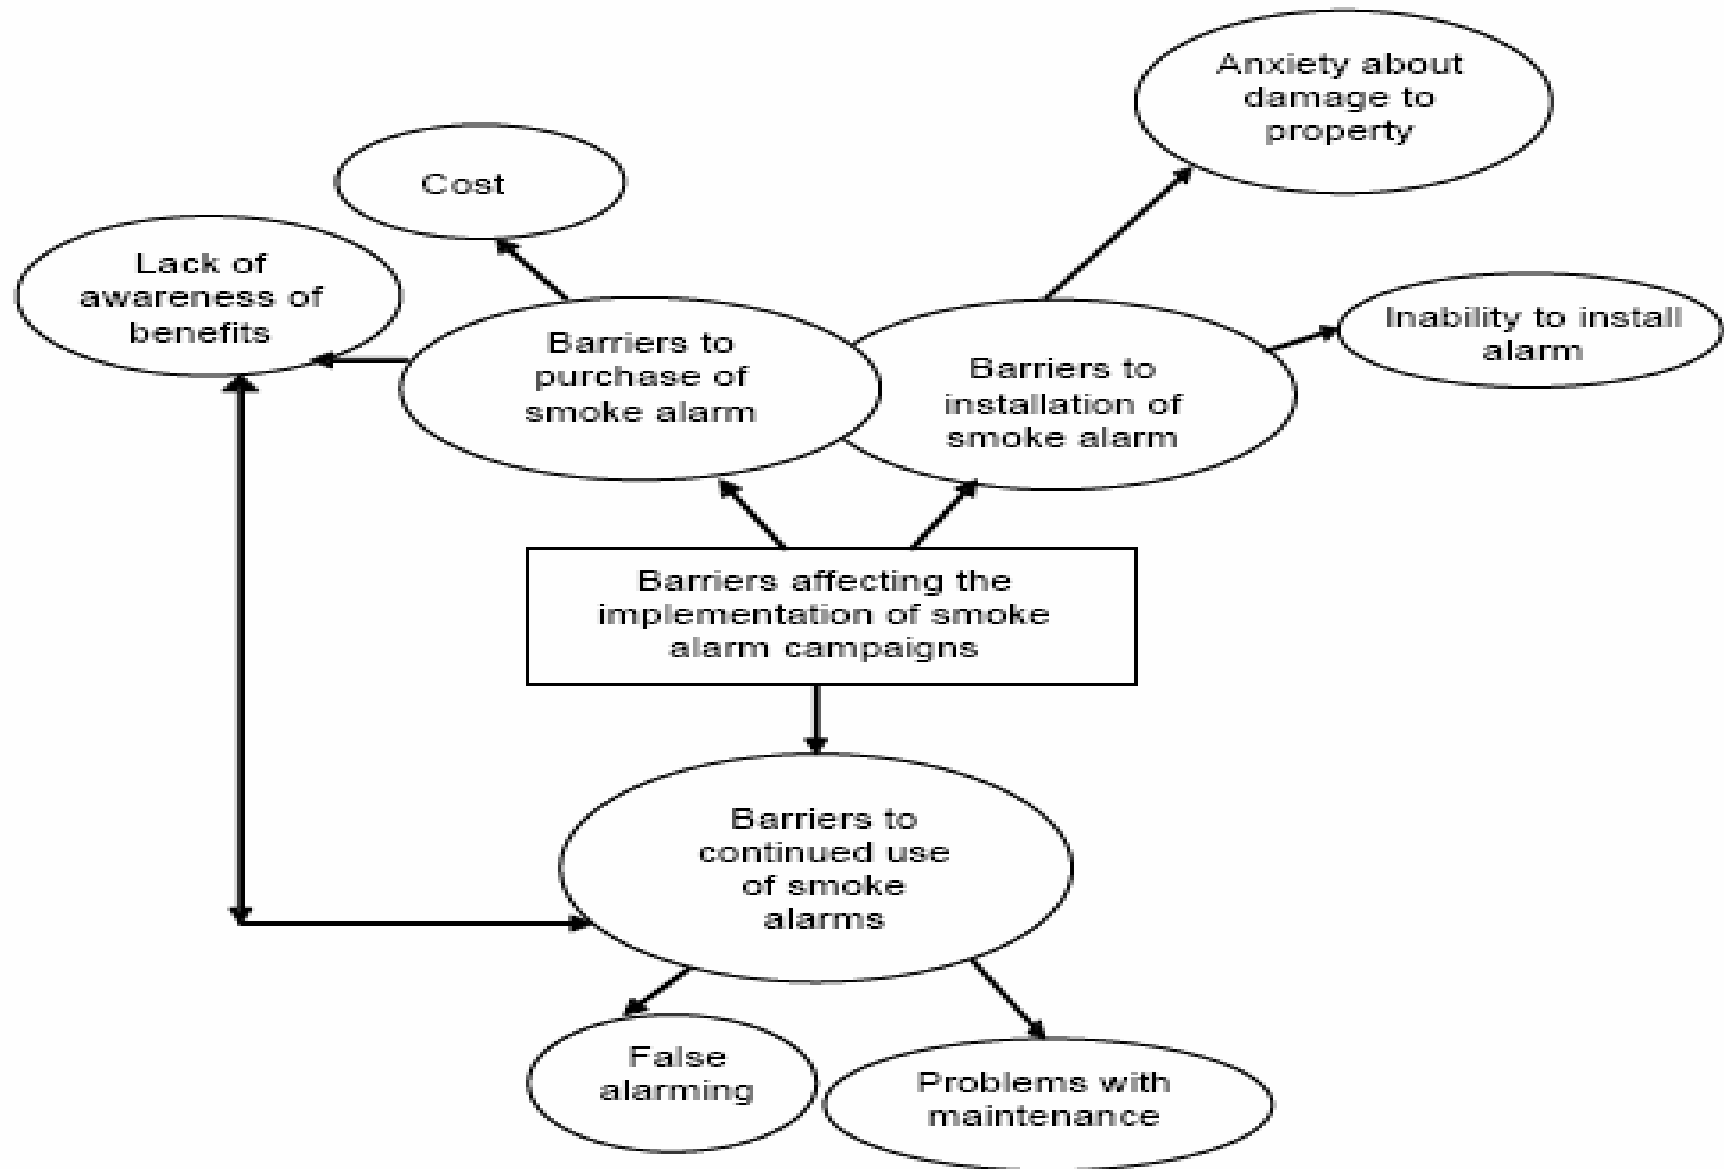 Anxiety about
damage to
property
Cost
Lack of
awareness of
benefits
Inability to install
alarm
Barriers to
purchase of
smoke alarm
Barriers to
installation of
smoke alarm
Barriers affecting the
implementation of smoke
alarm campaigns
Barriers to
continued use
of smoke
alarms
False
alarming
Problems with
maintenance